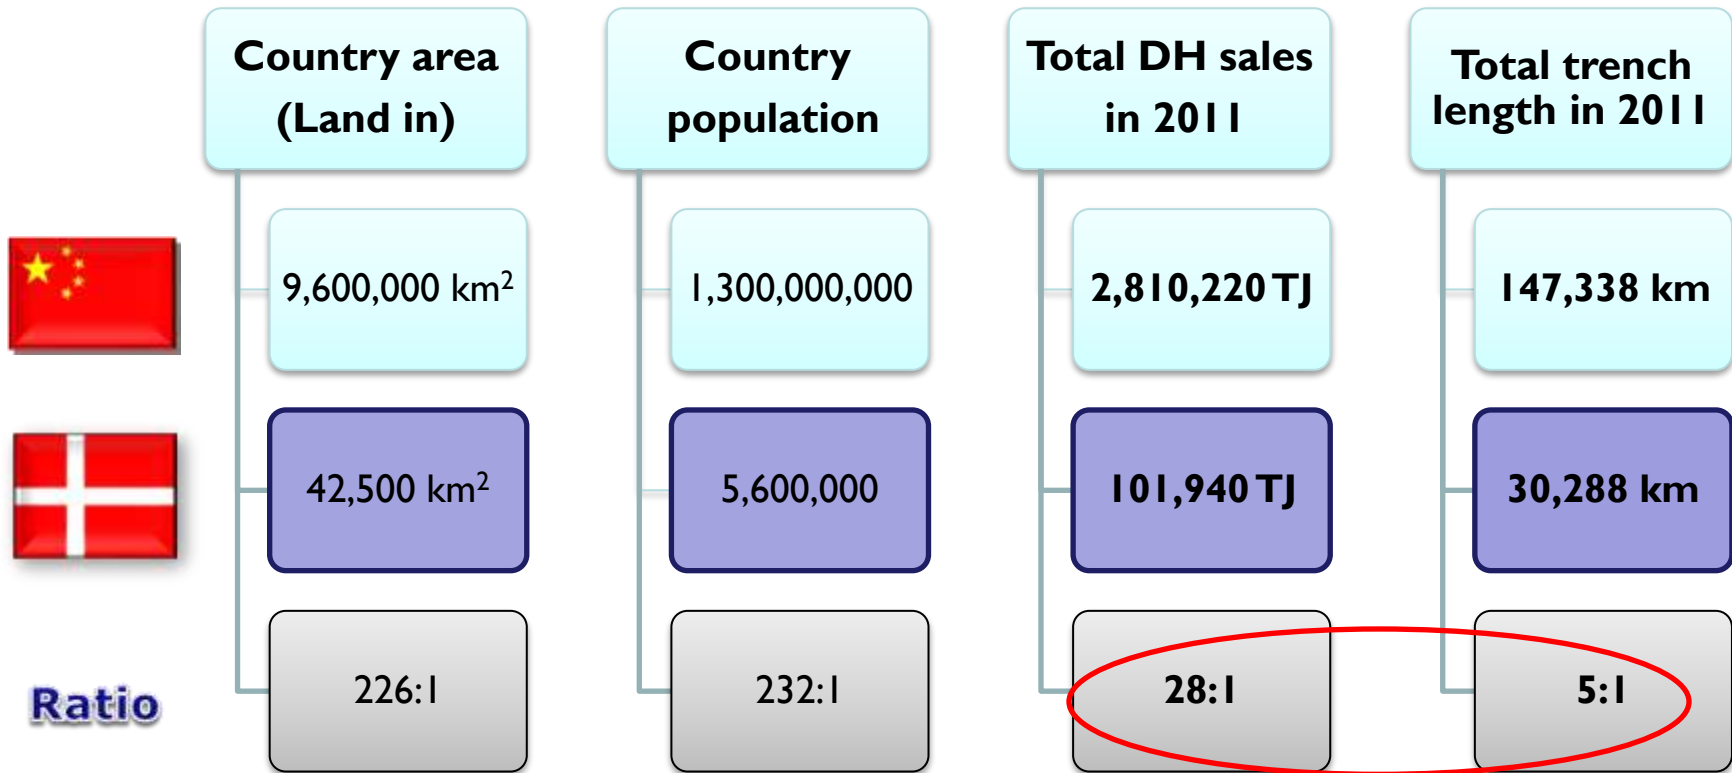 Country area
(Land in)
Country
population
Total DH sales
in 2011
Total trench
length in 2011
9,600,000 km²
1,300,000,000
2,810,220 TJ
147,338 km
42,500 km²
5,600,000
101,940 TJ
30,288 km
Ratio
226:1
232:1
28:1
5:1